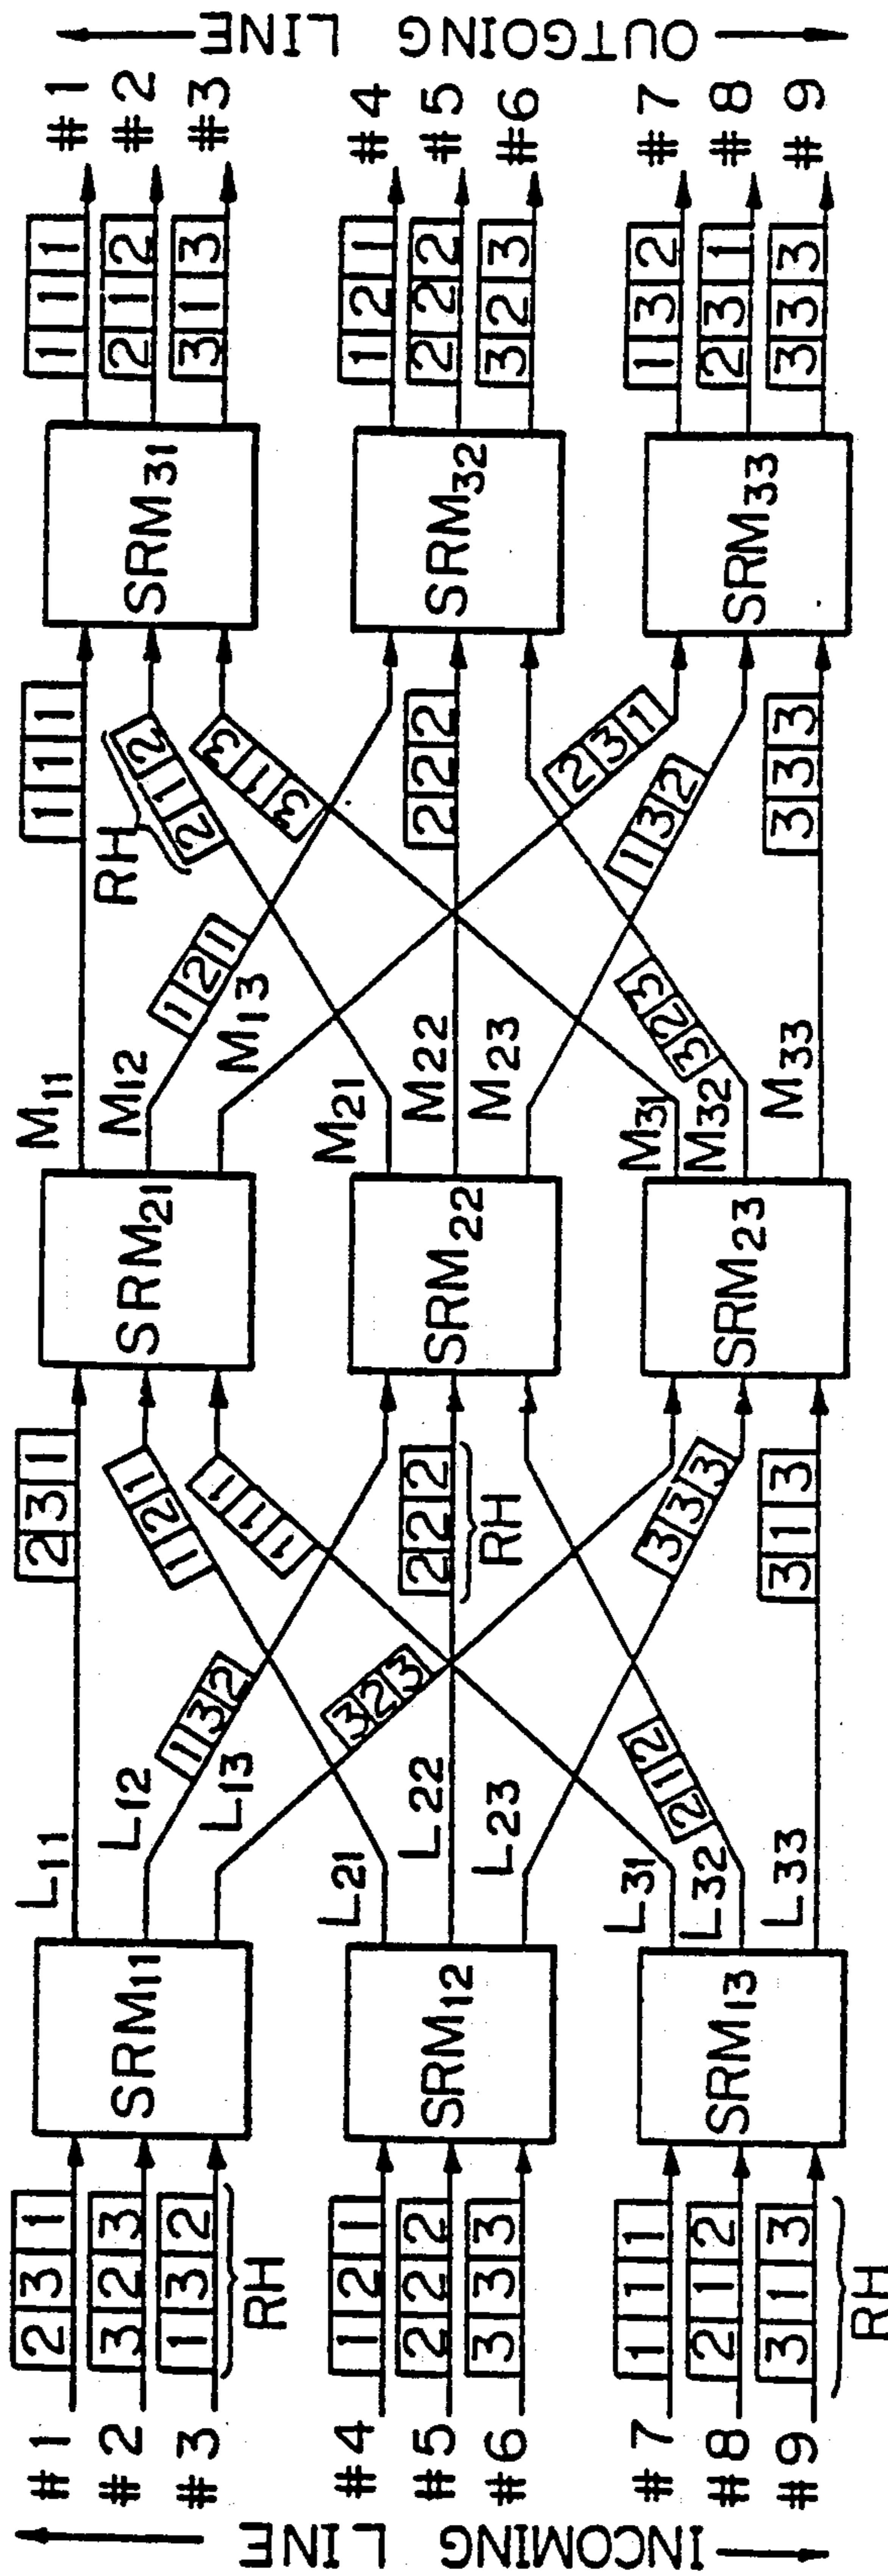 INCOMING LINE
#1 2 3 1
#2 3 2 3
#3 1 3 2
RH
#4 1 2 1
#5 2 2 2
#6 3 3 3
#7 1 1 1
#8 2 1 2
#9 3 1 3
RH
SRM11
SRM12
SRM13
L11
L12
L13
L21
L22
L23
L31
L32
L33
2 3 1
1 3 2
3 2 3
1 2 1
2 2 2
RH
3 3 3
1 1 1
2 1 2
3 1 3
SRM21
SRM22
SRM23
M11
M12
M13
M21
M22
M23
M31
M32
M33
1 1 1
1 2 1
2 3 1
RH
2 1 2
2 2 2
1 3 2
3 1 3
3 2 3
3 3 3
SRM31
SRM32
SRM33
1 1 1 #1
2 1 2 #2
3 1 3 #3
1 2 1 #4
2 2 2 #5
3 2 3 #6
1 3 2 #7
2 3 1 #8
3 3 3 #9
OUTGOING LINE